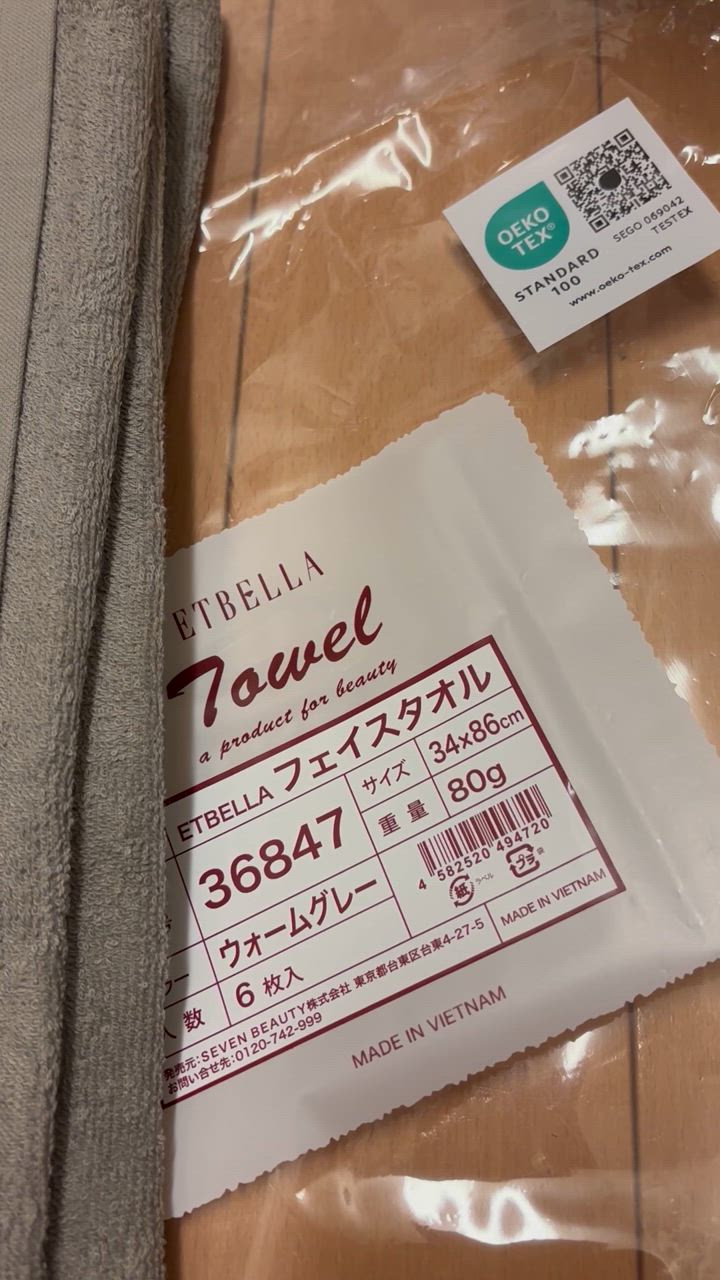 OEKO
TEX®
STANDARD
100
SEGO 069042
TESTEX
www.oeko-tex.com
ETBELLA
Towel
a product for beauty
ETBELLA フェイスタオル
36847
サイズ
34x86cm
重量
80g
ウォームグレー
4 582520 494720
紙
ラベル
プラ
袋
数
6 枚入
MADE IN VIETNAM
発売元:SEVEN BEAUTY株式会社 東京都台東区台東4-27-5
お問い合せ先:0120-742-999
MADE IN VIETNAM